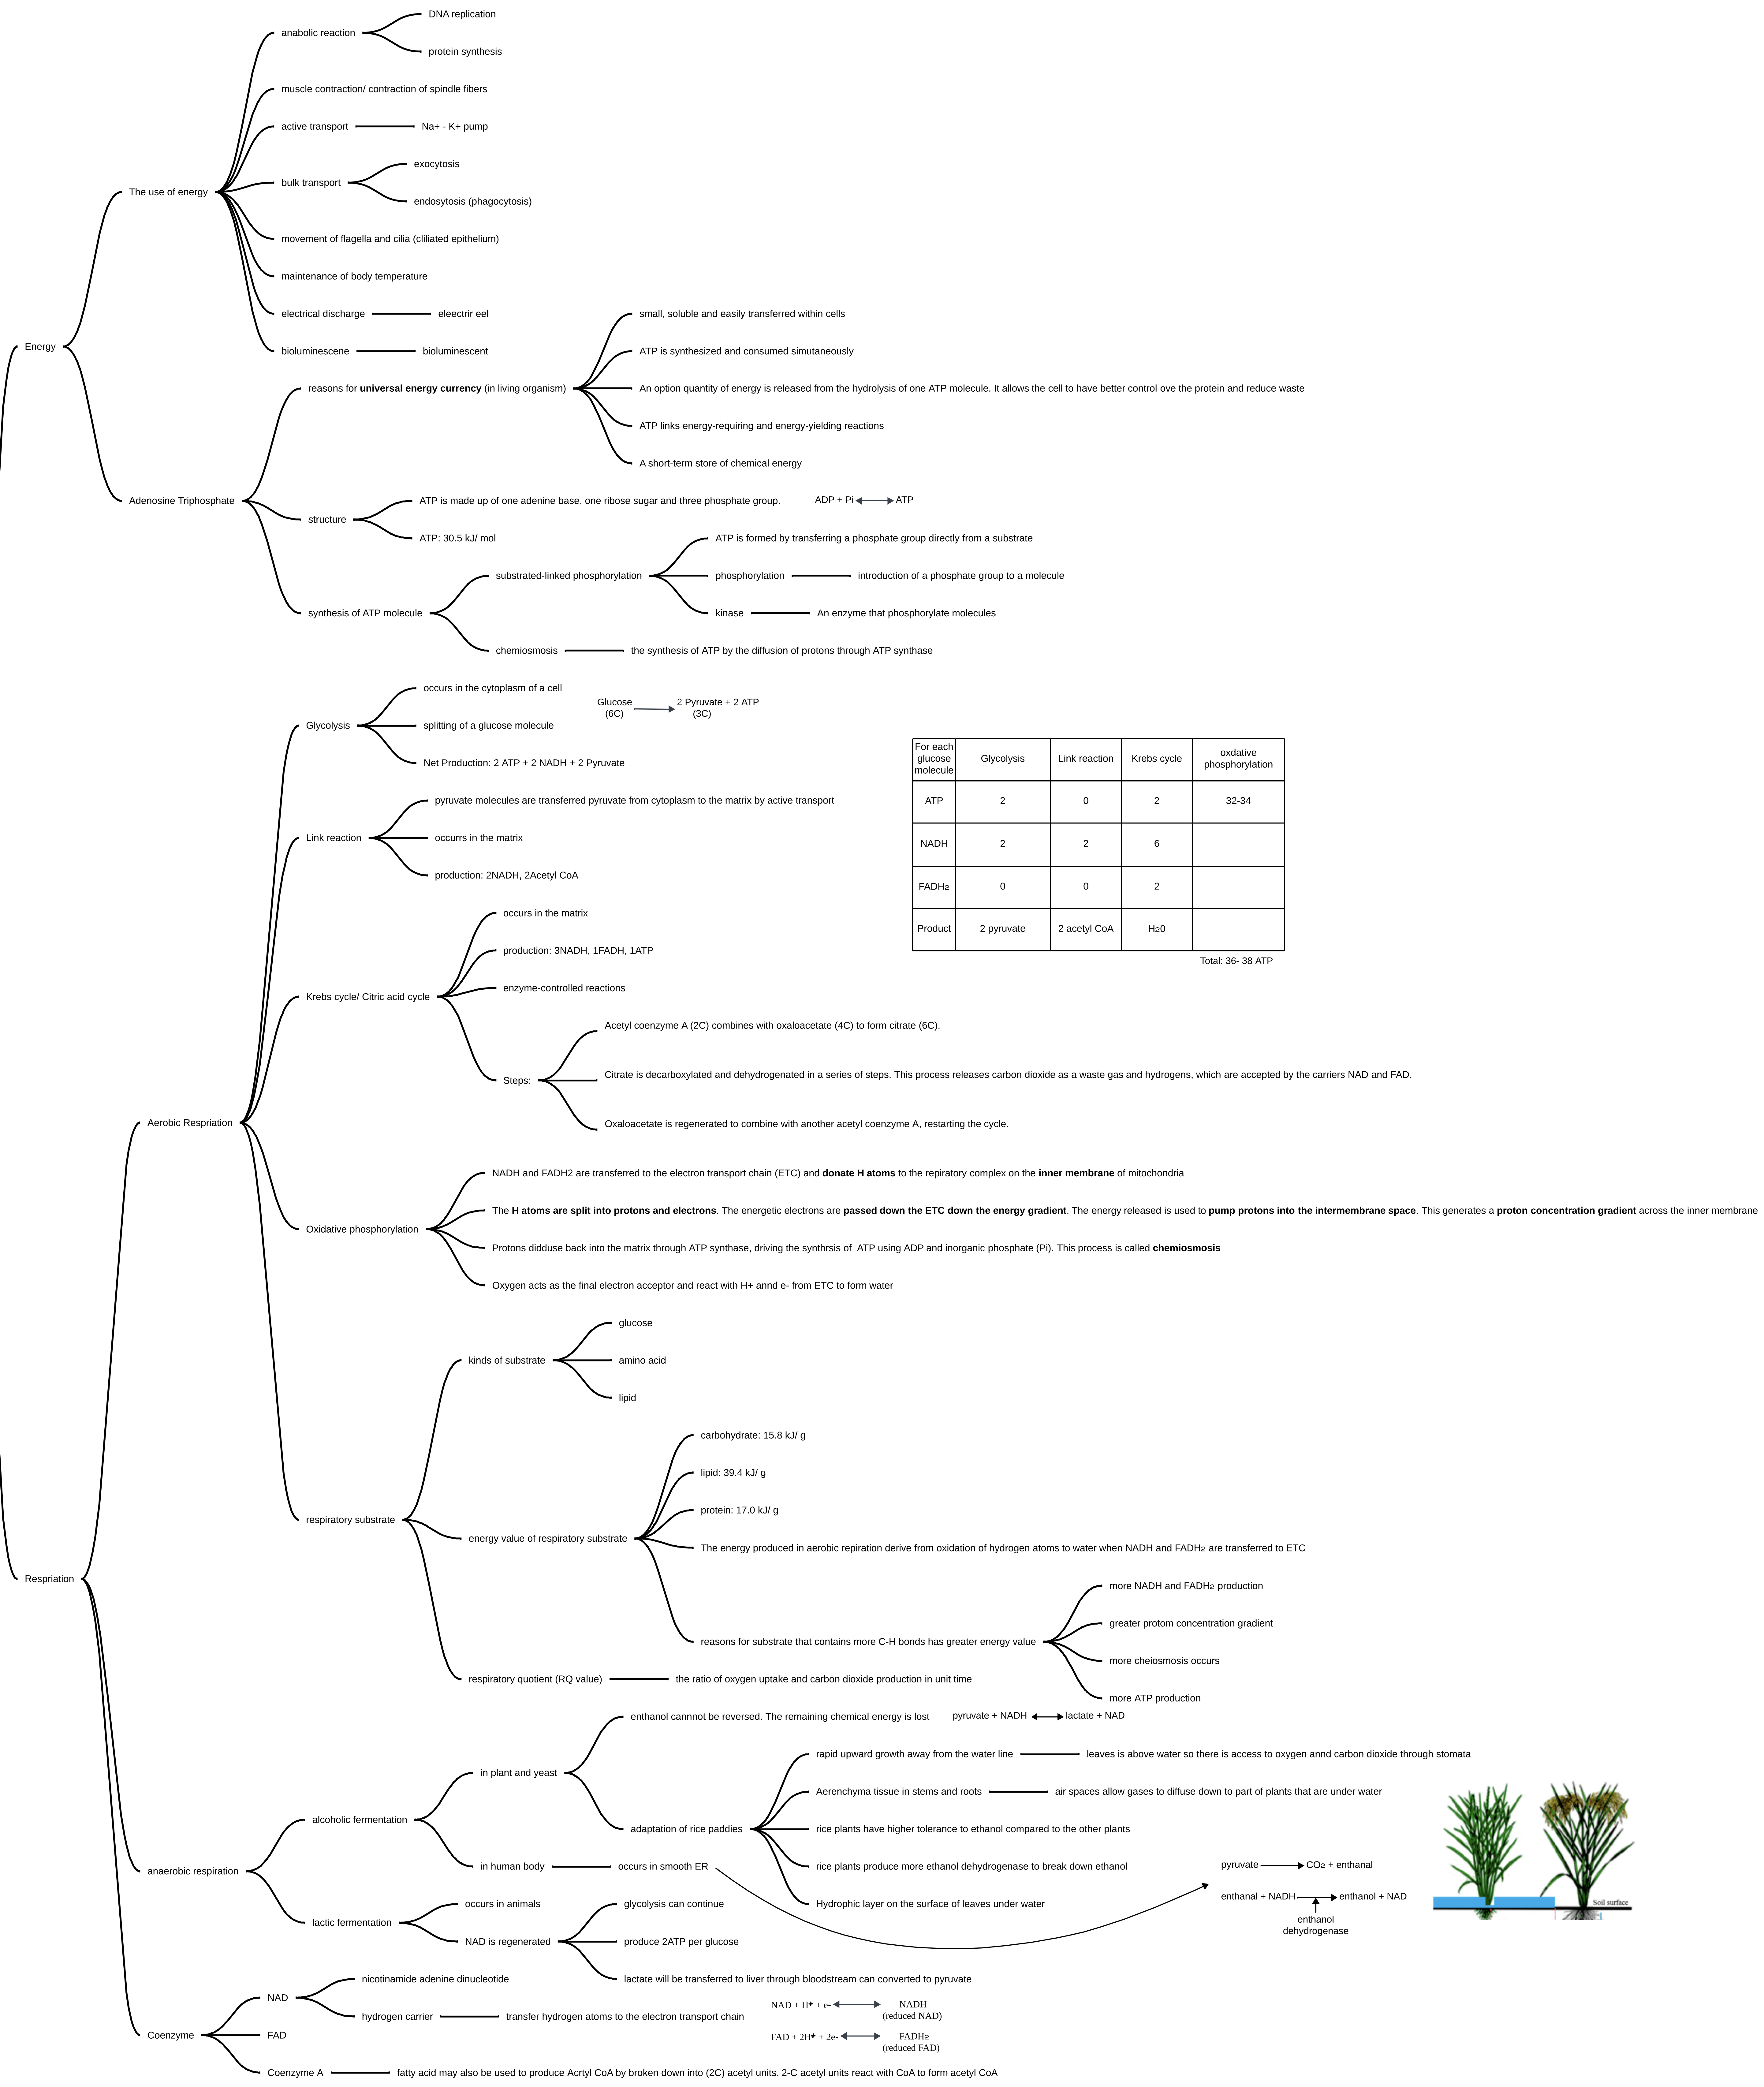 DNA replication
anabolic reaction
protein synthesis
muscle contraction/ contraction of spindle fibers
active transport
Na+ - K+ pump
exocytosis
bulk transport
endosytosis (phagocytosis)
The use of energy
movement of flagella and cilia (cliliated epithelium)
maintenance of body temperature
electrical discharge
eleectrir eel
bioluminescene
bioluminescent
Energy
small, soluble and easily transferred within cells
ATP is synthesized and consumed simutaneously
reasons for universal energy currency (in living organism)
An option quantity of energy is released from the hydrolysis of one ATP molecule. It allows the cell to have better control ove the protein and reduce waste
ATP links energy-requiring and energy-yielding reactions
A short-term store of chemical energy
Adenosine Triphosphate
ATP is made up of one adenine base, one ribose sugar and three phosphate group.
ADP + Pi
ATP
structure
ATP: 30.5 kJ/ mol
ATP is formed by transferring a phosphate group directly from a substrate
substrated-linked phosphorylation
phosphorylation
introduction of a phosphate group to a molecule
kinase
An enzyme that phosphorylate molecules
synthesis of ATP molecule
chemiosmosis
the synthesis of ATP by the diffusion of protons through ATP synthase
occurs in the cytoplasm of a cell
Glucose
(6C)
2 Pyruvate + 2 ATP
(3C)
Glycolysis
splitting of a glucose molecule
Net Production: 2 ATP + 2 NADH + 2 Pyruvate
For each
glucose
molecule
Glycolysis
Link reaction
Krebs cycle
oxdative
phosphorylation
ATP
2
0
2
32-34
NADH
2
2
6
FADH2
0
0
2
Product
2 pyruvate
2 acetyl CoA
H20
Total: 36- 38 ATP
pyruvate molecules are transferred pyruvate from cytoplasm to the matrix by active transport
Link reaction
occurrs in the matrix
production: 2NADH, 2Acetyl CoA
occurs in the matrix
production: 3NADH, 1FADH, 1ATP
Krebs cycle/ Citric acid cycle
enzyme-controlled reactions
Steps:
Acetyl coenzyme A (2C) combines with oxaloacetate (4C) to form citrate (6C).
Citrate is decarboxylated and dehydrogenated in a series of steps. This process releases carbon dioxide as a waste gas and hydrogens, which are accepted by the carriers NAD and FAD.
Oxaloacetate is regenerated to combine with another acetyl coenzyme A, restarting the cycle.
Aerobic Respriation
NADH and FADH2 are transferred to the electron transport chain (ETC) and donate H atoms to the repiratory complex on the inner membrane of mitochondria
The H atoms are split into protons and electrons. The energetic electrons are passed down the ETC down the energy gradient. The energy released is used to pump protons into the intermembrane space. This generates a proton concentration gradient across the inner membrane
Oxidative phosphorylation
Protons didduse back into the matrix through ATP synthase, driving the synthrsis of  ATP using ADP and inorganic phosphate (Pi). This process is called chemiosmosis
Oxygen acts as the final electron acceptor and react with H+ annd e- from ETC to form water
glucose
kinds of substrate
amino acid
lipid
carbohydrate: 15.8 kJ/ g
lipid: 39.4 kJ/ g
protein: 17.0 kJ/ g
respiratory substrate
energy value of respiratory substrate
The energy produced in aerobic repiration derive from oxidation of hydrogen atoms to water when NADH and FADH2 are transferred to ETC
more NADH and FADH2 production
greater protom concentration gradient
reasons for substrate that contains more C-H bonds has greater energy value
more cheiosmosis occurs
more ATP production
respiratory quotient (RQ value)
the ratio of oxygen uptake and carbon dioxide production in unit time
Respriation
enthanol cannnot be reversed. The remaining chemical energy is lost
pyruvate + NADH
lactate + NAD
in plant and yeast
rapid upward growth away from the water line
leaves is above water so there is access to oxygen annd carbon dioxide through stomata
Aerenchyma tissue in stems and roots
air spaces allow gases to diffuse down to part of plants that are under water
alcoholic fermentation
adaptation of rice paddies
rice plants have higher tolerance to ethanol compared to the other plants
in human body
occurs in smooth ER
rice plants produce more ethanol dehydrogenase to break down ethanol
Hydrophic layer on the surface of leaves under water
pyruvate
CO2 + enthanal
enthanal + NADH
enthanol + NAD
enthanol
dehydrogenase
Soil surface
anaerobic respiration
occurs in animals
lactic fermentation
glycolysis can continue
NAD is regenerated
produce 2ATP per glucose
lactate will be transferred to liver through bloodstream can converted to pyruvate
nicotinamide adenine dinucleotide
NAD
hydrogen carrier
transfer hydrogen atoms to the electron transport chain
NAD + H+ + e-
NADH
(reduced NAD)
Coenzyme
FAD
FAD + 2H+ + 2e-
FADH2
(reduced FAD)
Coenzyme A
fatty acid may also be used to produce Acrtyl CoA by broken down into (2C) acetyl units. 2-C acetyl units react with CoA to form acetyl CoA